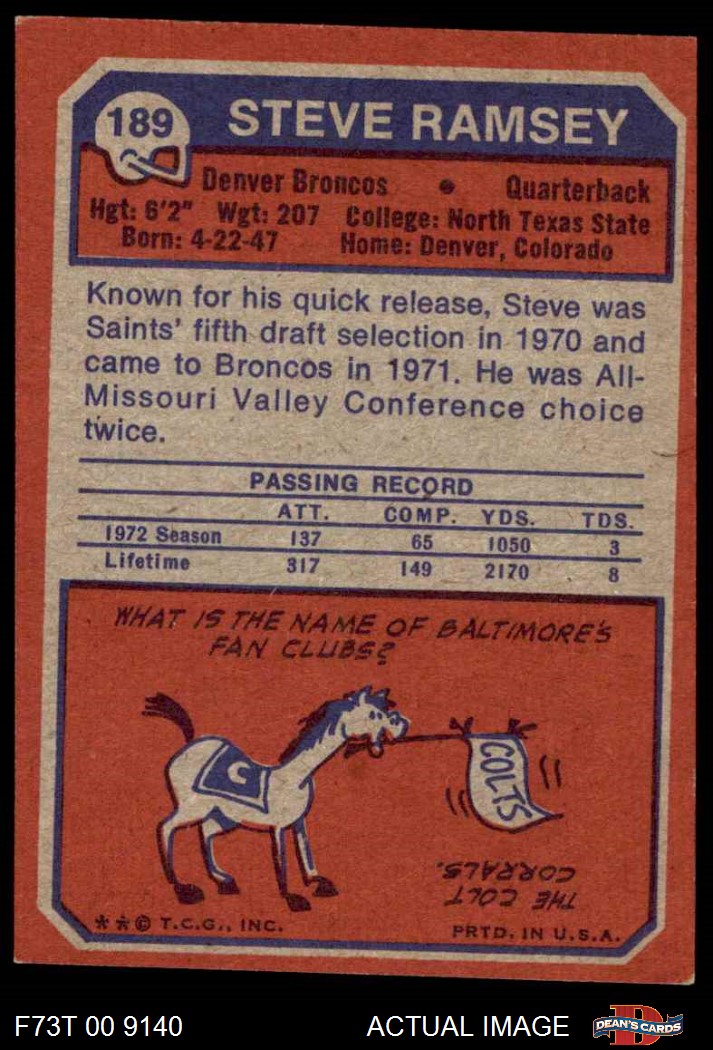 189
STEVE RAMSEY
Denver Broncos • Quarterback
Hgt: 6'2" Wgt: 207 College: North Texas State
Born: 4-22-47 Home: Denver, Colorado
Known for his quick release, Steve was
Saints' fifth draft selection in 1970 and
came to Broncos in 1971. He was All-
Missouri Valley Conference choice
twice.
PASSING RECORD
ATT. COMP. YDS. TDS.
1972 Season 137 65 1050 3
Lifetime 317 149 2170 8
WHAT IS THE NAME OF BALTIMORE'S
FAN CLUBS?
C
COLTS
THE COLT
CORRALS.
** © T.C.G., INC. PRTD. IN U.S.A.
F73T 00 9140 ACTUAL IMAGE
D
DEAN'S CARDS